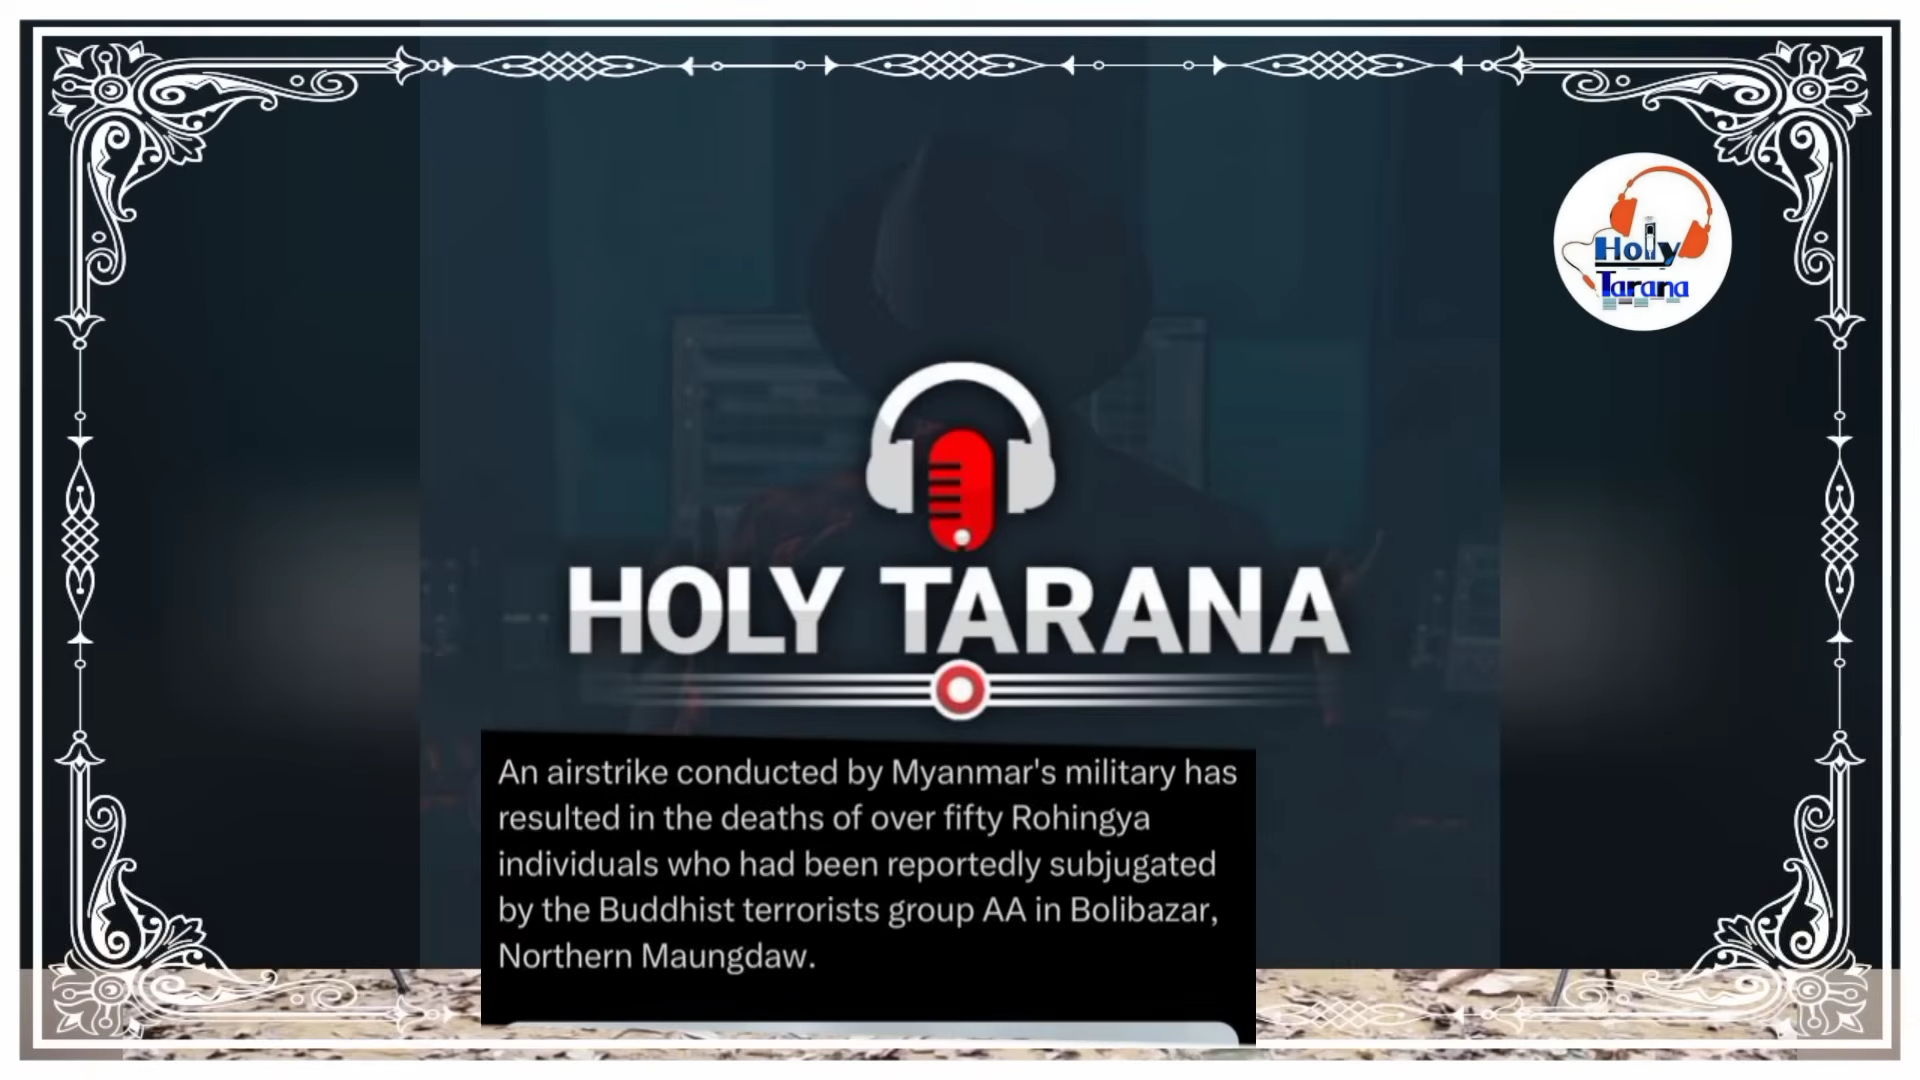 Holy
Tarana
HOLY TARANA
An airstrike conducted by Myanmar's military has
resulted in the deaths of over fifty Rohingya
individuals who had been reportedly subjugated
by the Buddhist terrorists group AA in Bolibazar,
Northern Maungdaw.